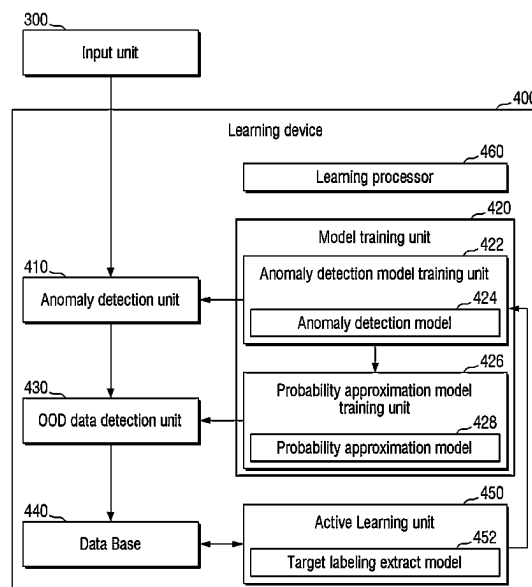 300
Input unit
400
Learning device
460
Learning processor
420
Model training unit
422
410
Anomaly detection model training unit
424
Anomaly detection unit
Anomaly detection model
426
430
Probability approximation model
training unit
OOD data detection unit
428
Probability approximation model
450
440
Active Learning unit
452
Data Base
Target labeling extract model